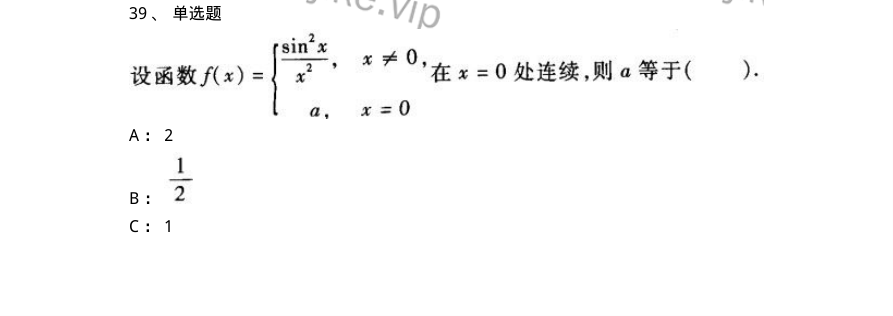 39、 单选题
设函数 f(x) = { sin²x / x² , x ≠ 0, a, x = 0 在 x = 0 处连续,则 a 等于( ).
A： 2
B： 1/2
C： 1